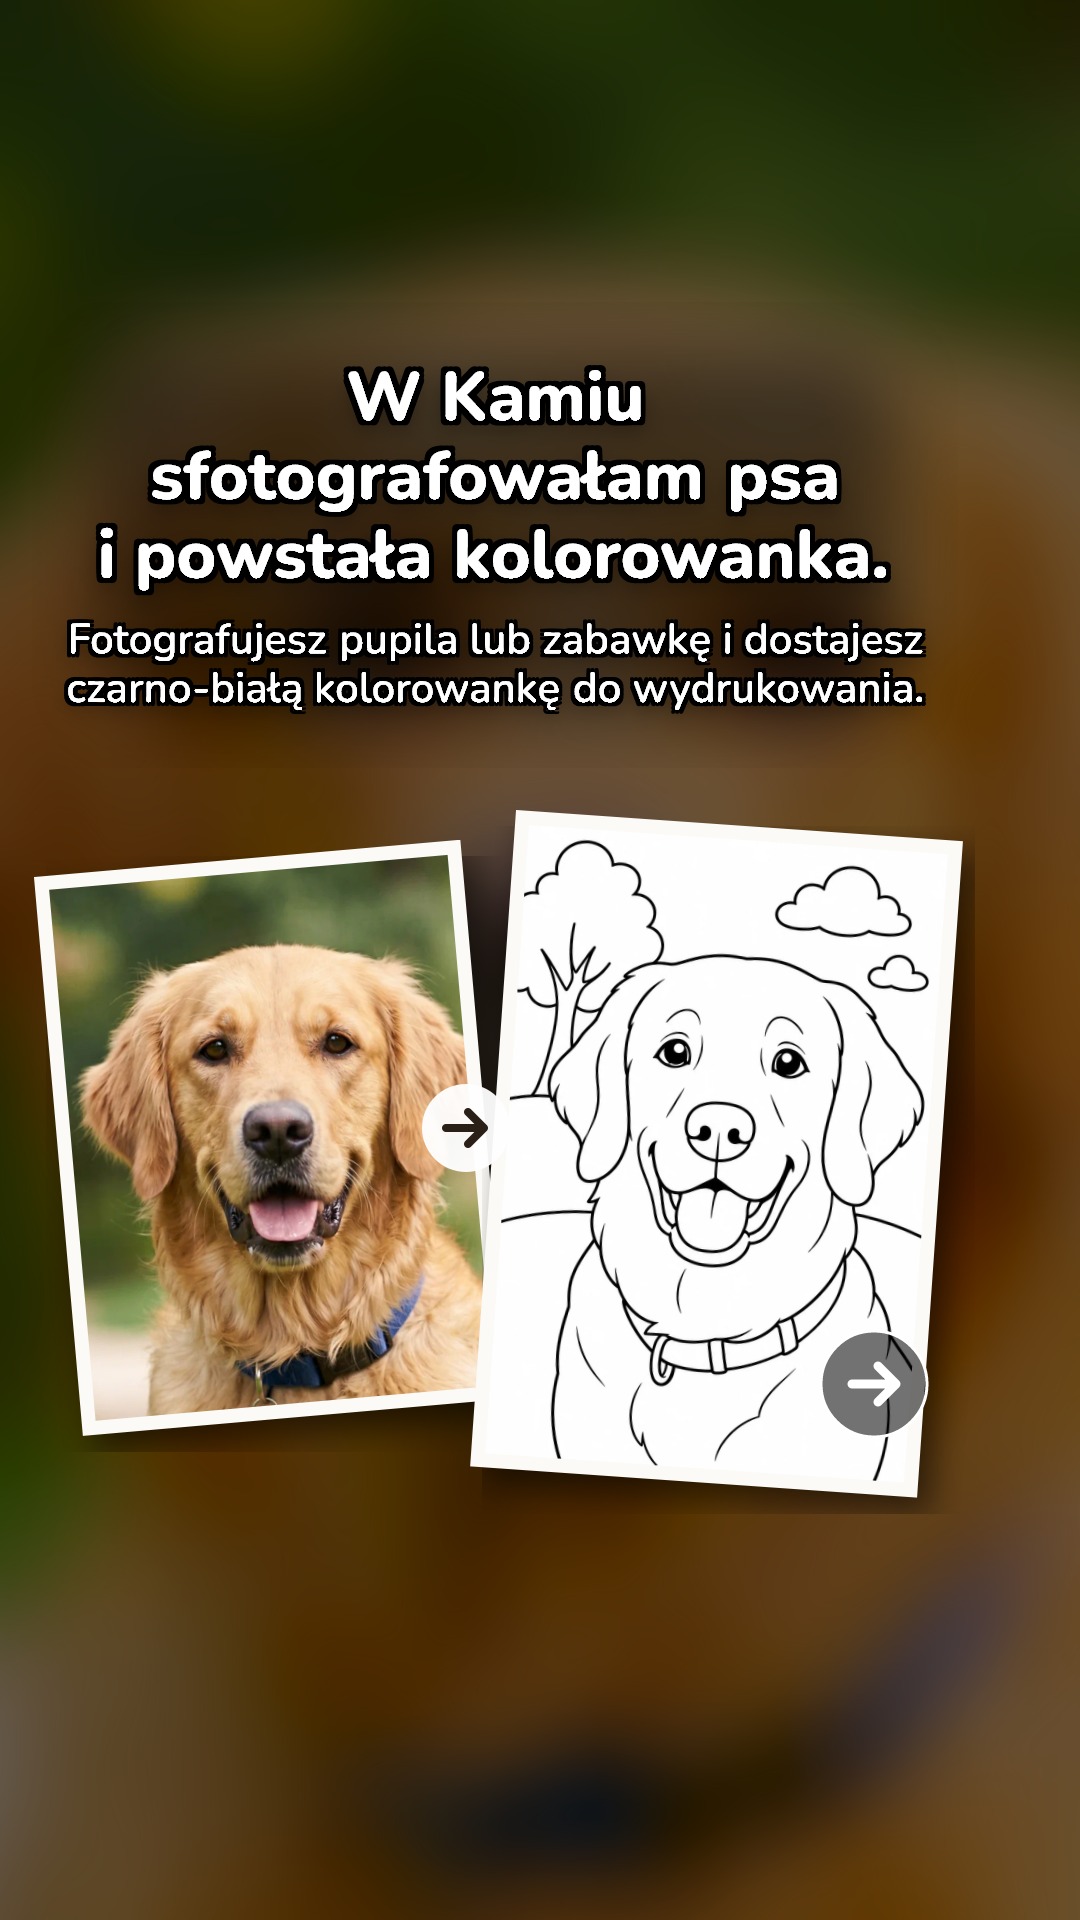 W Kamiu
sfotografowałam psa
i powstała kolorowanka.
Fotografujesz pupila lub zabawkę i dostajesz
czarno-białą kolorowankę do wydrukowania.